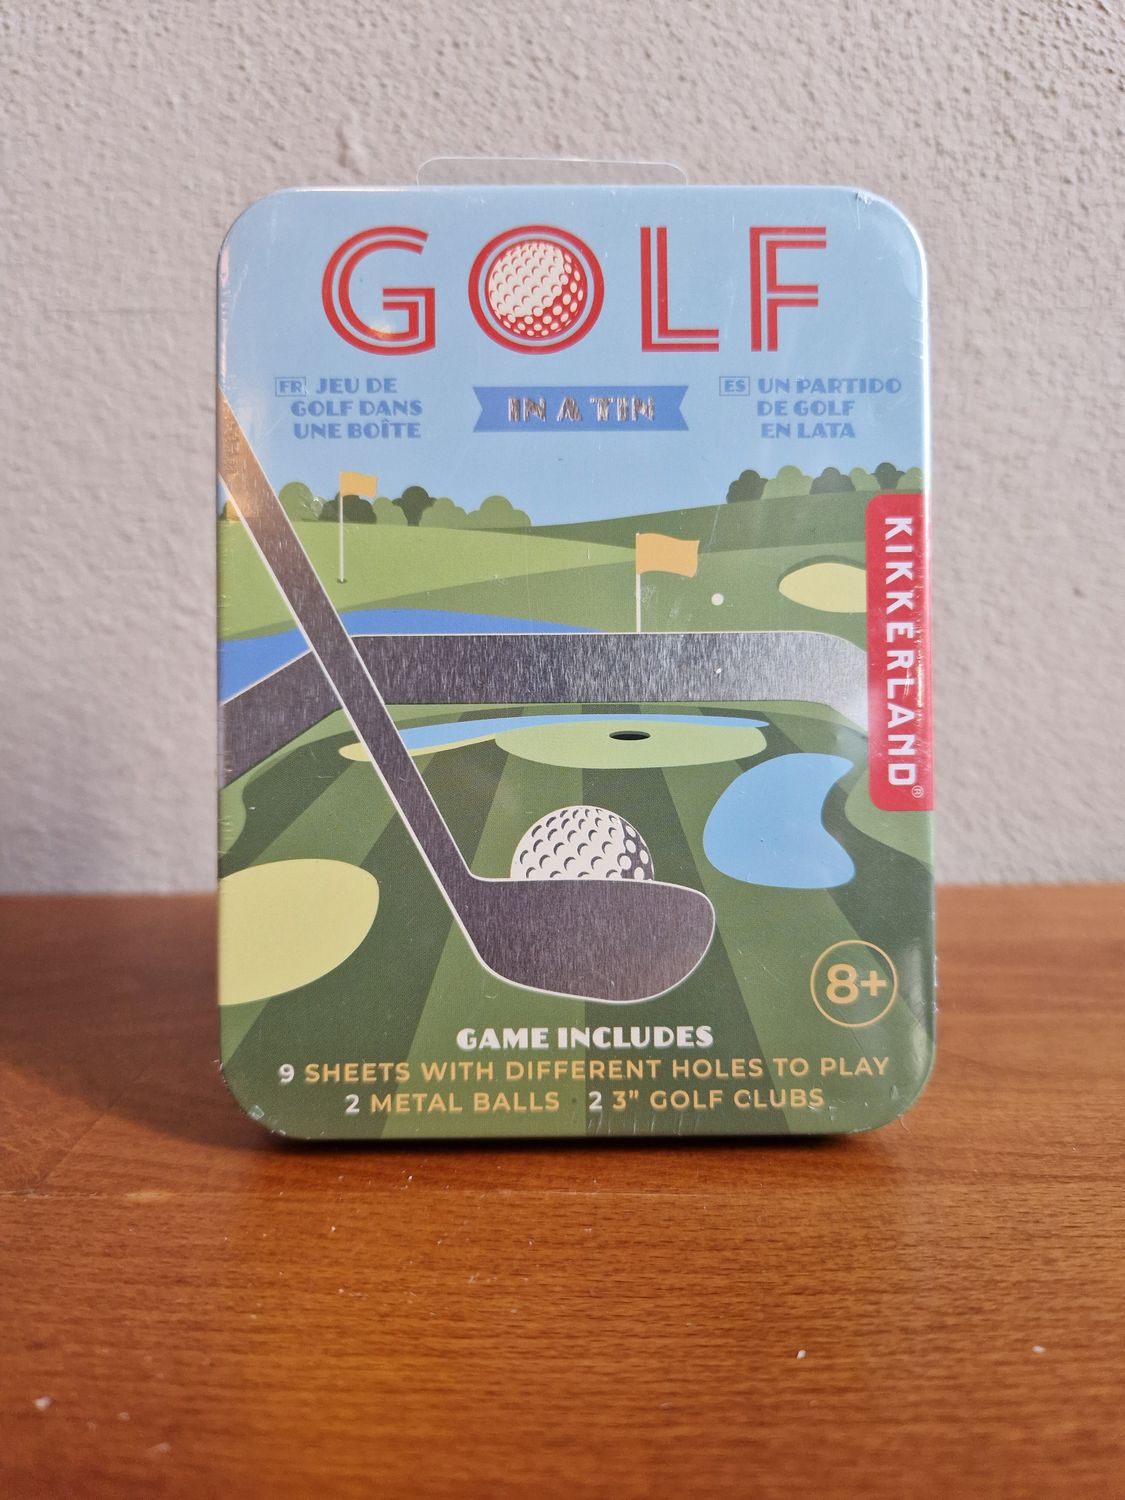 GOLF
FR JEU DE
GOLF DANS
UNE BOÎTE
IN A TIN
ES UN PARTIDO
DE GOLF
EN LATA
KIKKERLAND®
8+
GAME INCLUDES
9 SHEETS WITH DIFFERENT HOLES TO PLAY
2 METAL BALLS 2 3" GOLF CLUBS